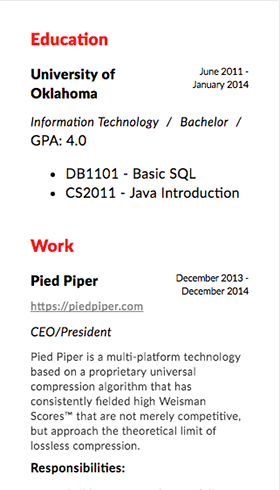 Education
University of Oklahoma
June 2011 - January 2014
Information Technology / Bachelor /
GPA: 4.0
• DB1101 - Basic SQL
• CS2011 - Java Introduction
Work
Pied Piper
December 2013 - December 2014
https://piedpiper.com
CEO/President
Pied Piper is a multi-platform technology
based on a proprietary universal
compression algorithm that has
consistently fielded high Weisman
Scores™ that are not merely competitive,
but approach the theoretical limit of
lossless compression.
Responsibilities: